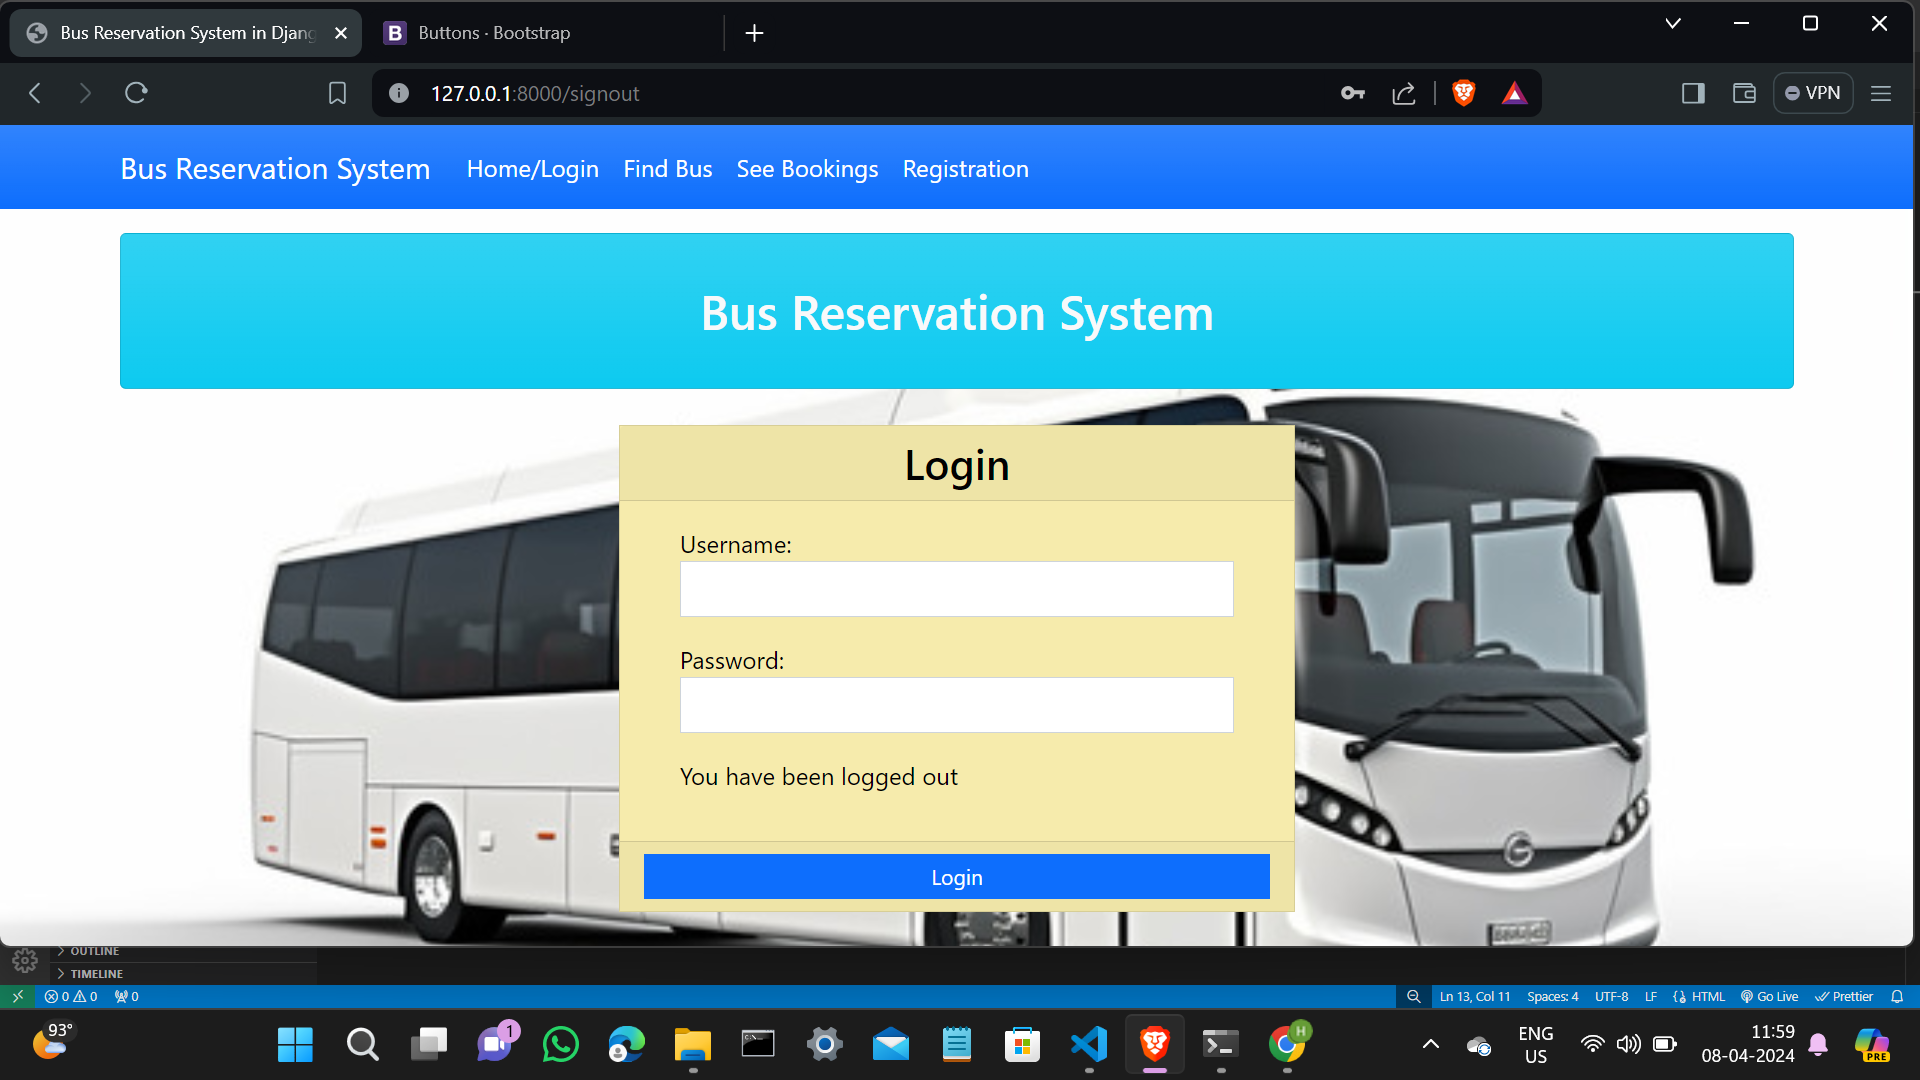 Bus Reservation System in Djang
Buttons · Bootstrap
127.0.0.1:8000/signout
VPN
Bus Reservation System
Home/Login
Find Bus
See Bookings
Registration
Bus Reservation System
Login
Username:
Password:
You have been logged out
Login
OUTLINE
TIMELINE
0 0 0
Ln 13, Col 11
Spaces: 4
UTF-8
LF
HTML
Go Live
Prettier
93°
1
H
ENG
US
11:59
08-04-2024
PRE